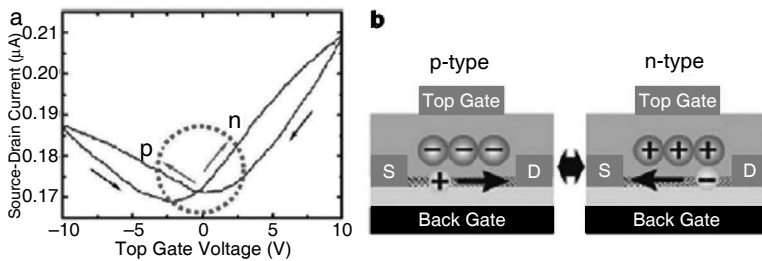 a
Source-Drain Current (µA)
0.21
0.20
0.19
0.18
0.17
p
n
−10
−5
0
5
10
Top Gate Voltage (V)
b
p-type
n-type
Top Gate
Top Gate
− − −
+ + +
S
+
D
S
−
D
Back Gate
Back Gate